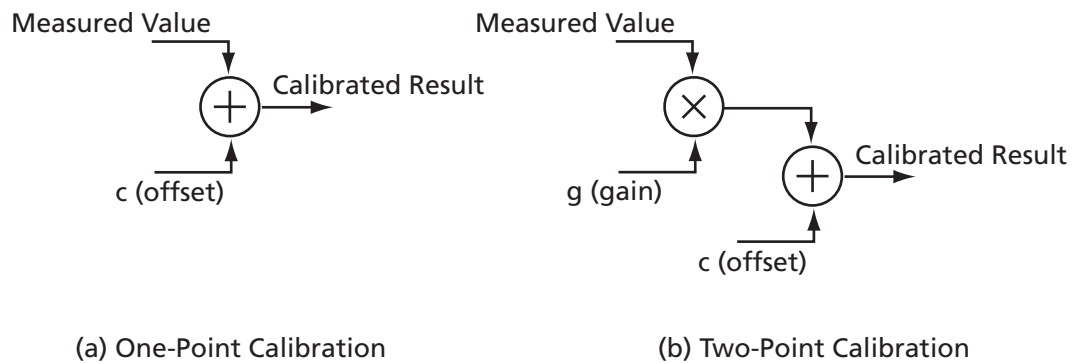 Measured Value
Calibrated Result
c (offset)
(a) One-Point Calibration
Measured Value
g (gain)
Calibrated Result
c (offset)
(b) Two-Point Calibration